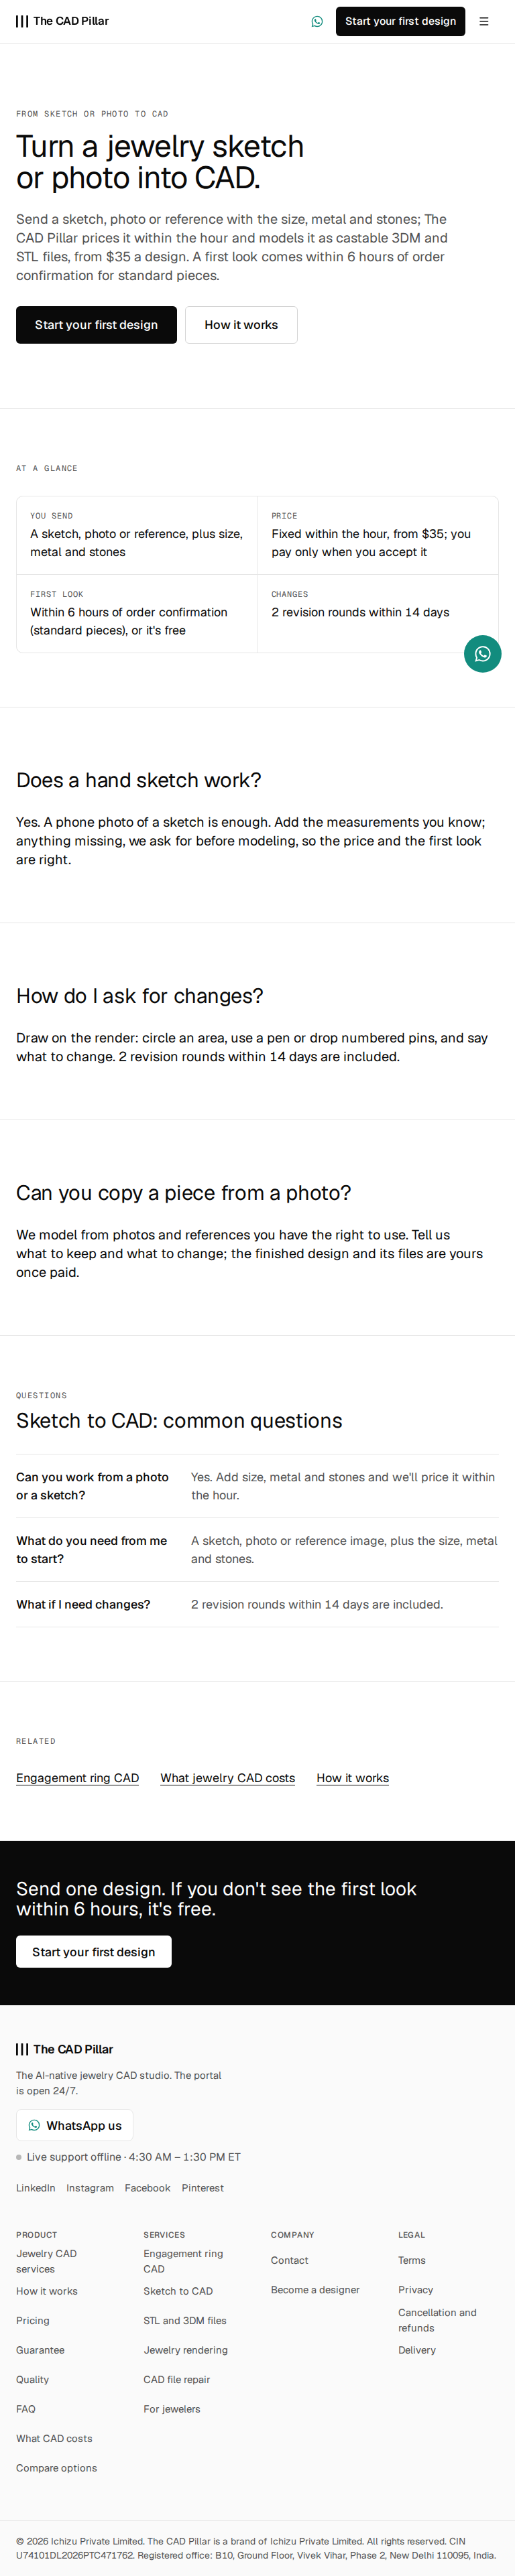 The CAD Pillar
Start your first design
FROM SKETCH OR PHOTO TO CAD
Turn a jewelry sketch
or photo into CAD.
Send a sketch, photo or reference with the size, metal and stones; The
CAD Pillar prices it within the hour and models it as castable 3DM and
STL files, from $35 a design. A first look comes within 6 hours of order
confirmation for standard pieces.
Start your first design
How it works
AT A GLANCE
YOU SEND
A sketch, photo or reference, plus size,
metal and stones
PRICE
Fixed within the hour, from $35; you
pay only when you accept it
FIRST LOOK
Within 6 hours of order confirmation
(standard pieces), or it's free
CHANGES
2 revision rounds within 14 days
Does a hand sketch work?
Yes. A phone photo of a sketch is enough. Add the measurements you know;
anything missing, we ask for before modeling, so the price and the first look
are right.
How do I ask for changes?
Draw on the render: circle an area, use a pen or drop numbered pins, and say
what to change. 2 revision rounds within 14 days are included.
Can you copy a piece from a photo?
We model from photos and references you have the right to use. Tell us
what to keep and what to change; the finished design and its files are yours
once paid.
QUESTIONS
Sketch to CAD: common questions
Can you work from a photo
or a sketch?
Yes. Add size, metal and stones and we'll price it within
the hour.
What do you need from me
to start?
A sketch, photo or reference image, plus the size, metal
and stones.
What if I need changes?
2 revision rounds within 14 days are included.
RELATED
Engagement ring CAD
What jewelry CAD costs
How it works
Send one design. If you don't see the first look
within 6 hours, it's free.
Start your first design
The CAD Pillar
The AI-native jewelry CAD studio. The portal
is open 24/7.
WhatsApp us
Live support offline · 4:30 AM – 1:30 PM ET
LinkedIn Instagram Facebook Pinterest
PRODUCT
Jewelry CAD
services
How it works
Pricing
Guarantee
Quality
FAQ
What CAD costs
Compare options
SERVICES
Engagement ring
CAD
Sketch to CAD
STL and 3DM files
Jewelry rendering
CAD file repair
For jewelers
COMPANY
Contact
Become a designer
LEGAL
Terms
Privacy
Cancellation and
refunds
Delivery
© 2026 Ichizu Private Limited. The CAD Pillar is a brand of Ichizu Private Limited. All rights reserved. CIN
U74101DL2026PTC471762. Registered office: B10, Ground Floor, Vivek Vihar, Phase 2, New Delhi 110095, India.